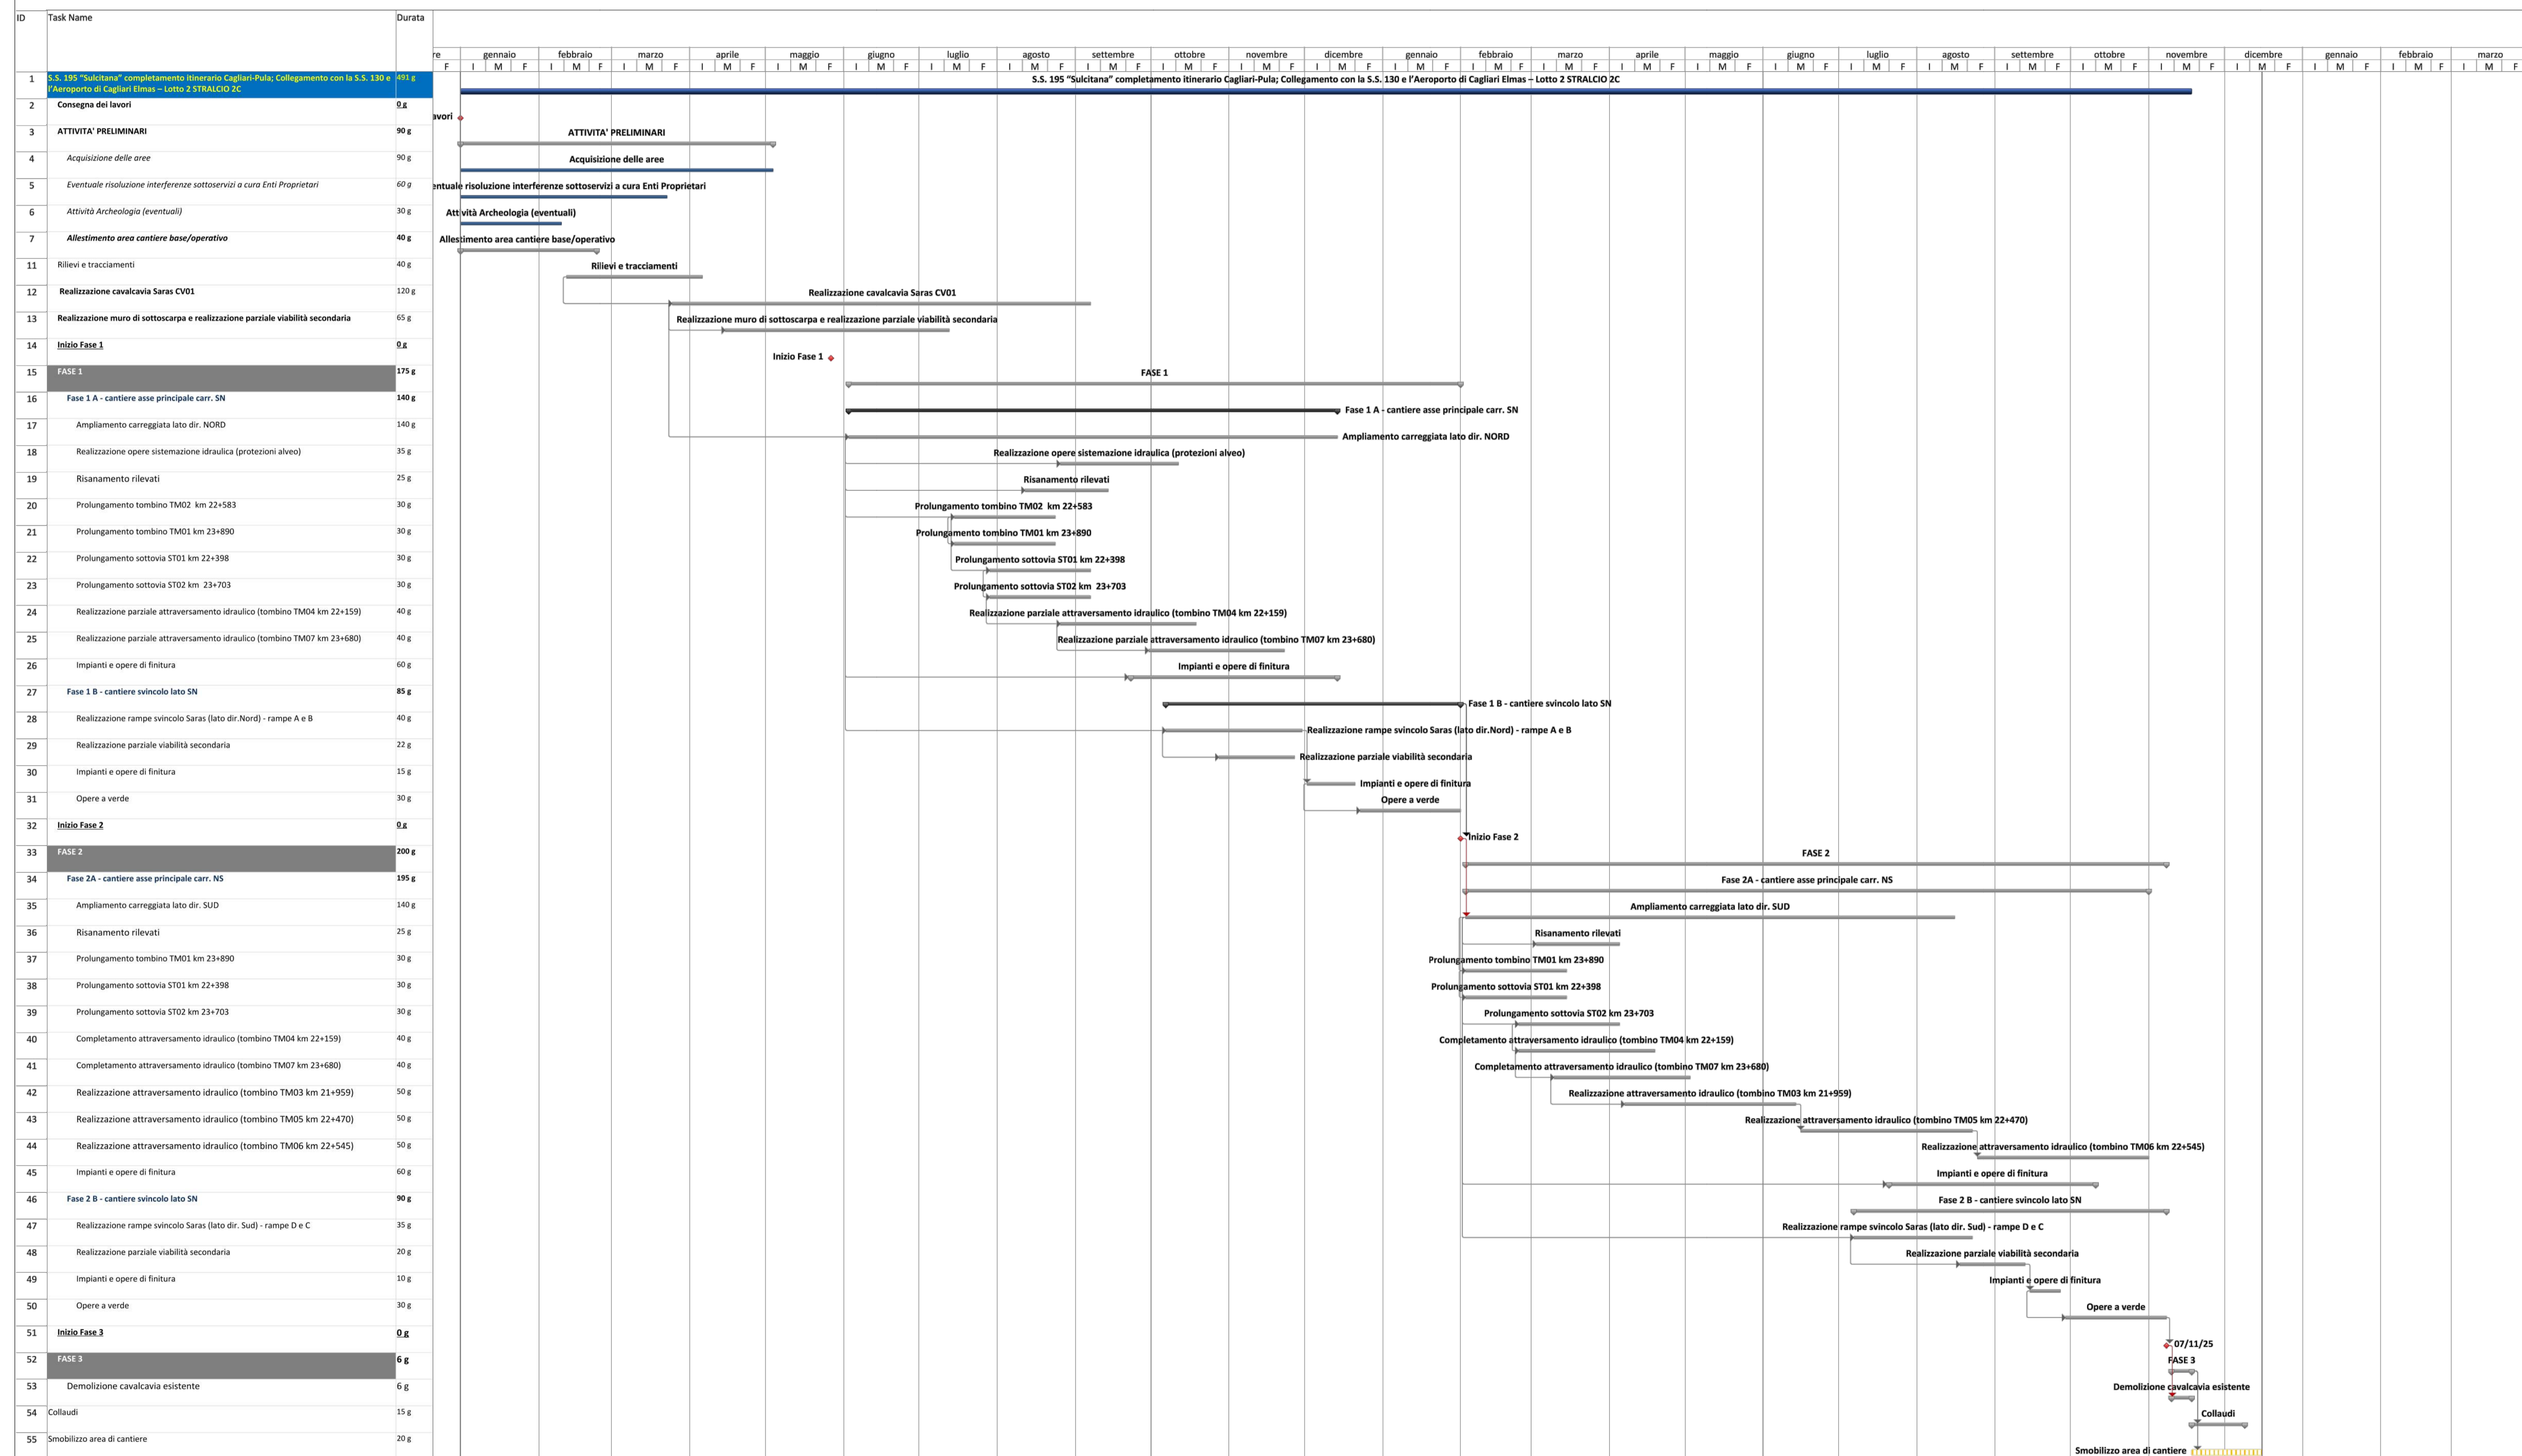 ID Task Name Durata
re gennaio febbraio marzo aprile maggio giugno luglio agosto settembre ottobre novembre dicembre gennaio febbraio marzo aprile maggio giugno luglio agosto settembre ottobre novembre dicembre gennaio febbraio marzo
F I M F I M F I M F I M F I M F I M F I M F I M F I M F I M F I M F I M F I M F I M F I M F I M F I M F I M F I M F I M F I M F I M F I M F I M F I M F I M F I M F
1 S.S. 195 “Sulcitana” completamento itinerario Cagliari-Pula; Collegamento con la S.S. 130 e 491 g
l’Aeroporto di Cagliari Elmas – Lotto 2 STRALCIO 2C
S.S. 195 “Sulcitana” completamento itinerario Cagliari-Pula; Collegamento con la S.S. 130 e l’Aeroporto di Cagliari Elmas – Lotto 2 STRALCIO 2C
2 Consegna dei lavori 0 g
avori
3 ATTIVITA' PRELIMINARI 90 g
ATTIVITA' PRELIMINARI
4 Acquisizione delle aree 90 g
Acquisizione delle aree
5 Eventuale risoluzione interferenze sottoservizi a cura Enti Proprietari 60 g
entuale risoluzione interferenze sottoservizi a cura Enti Proprietari
6 Attività Archeologia (eventuali) 30 g
Attività Archeologia (eventuali)
7 Allestimento area cantiere base/operativo 40 g
Allestimento area cantiere base/operativo
11 Rilievi e tracciamenti 40 g
Rilievi e tracciamenti
12 Realizzazione cavalcavia Saras CV01 120 g
Realizzazione cavalcavia Saras CV01
13 Realizzazione muro di sottoscarpa e realizzazione parziale viabilità secondaria 65 g
Realizzazione muro di sottoscarpa e realizzazione parziale viabilità secondaria
14 Inizio Fase 1 0 g
Inizio Fase 1
15 FASE 1 175 g
FASE 1
16 Fase 1 A - cantiere asse principale carr. SN 140 g
Fase 1 A - cantiere asse principale carr. SN
17 Ampliamento carreggiata lato dir. NORD 140 g
Ampliamento carreggiata lato dir. NORD
18 Realizzazione opere sistemazione idraulica (protezioni alveo) 35 g
Realizzazione opere sistemazione idraulica (protezioni alveo)
19 Risanamento rilevati 25 g
Risanamento rilevati
20 Prolungamento tombino TM02 km 22+583 30 g
Prolungamento tombino TM02 km 22+583
21 Prolungamento tombino TM01 km 23+890 30 g
Prolungamento tombino TM01 km 23+890
22 Prolungamento sottovia ST01 km 22+398 30 g
Prolungamento sottovia ST01 km 22+398
23 Prolungamento sottovia ST02 km 23+703 30 g
Prolungamento sottovia ST02 km 23+703
24 Realizzazione parziale attraversamento idraulico (tombino TM04 km 22+159) 40 g
Realizzazione parziale attraversamento idraulico (tombino TM04 km 22+159)
25 Realizzazione parziale attraversamento idraulico (tombino TM07 km 23+680) 40 g
Realizzazione parziale attraversamento idraulico (tombino TM07 km 23+680)
26 Impianti e opere di finitura 60 g
Impianti e opere di finitura
27 Fase 1 B - cantiere svincolo lato SN 85 g
Fase 1 B - cantiere svincolo lato SN
28 Realizzazione rampe svincolo Saras (lato dir.Nord) - rampe A e B 40 g
Realizzazione rampe svincolo Saras (lato dir.Nord) - rampe A e B
29 Realizzazione parziale viabilità secondaria 22 g
Realizzazione parziale viabilità secondaria
30 Impianti e opere di finitura 15 g
Impianti e opere di finitura
31 Opere a verde 30 g
Opere a verde
32 Inizio Fase 2 0 g
Inizio Fase 2
33 FASE 2 200 g
FASE 2
34 Fase 2A - cantiere asse principale carr. NS 195 g
Fase 2A - cantiere asse principale carr. NS
35 Ampliamento carreggiata lato dir. SUD 140 g
Ampliamento carreggiata lato dir. SUD
36 Risanamento rilevati 25 g
Risanamento rilevati
37 Prolungamento tombino TM01 km 23+890 30 g
Prolungamento tombino TM01 km 23+890
38 Prolungamento sottovia ST01 km 22+398 30 g
Prolungamento sottovia ST01 km 22+398
39 Prolungamento sottovia ST02 km 23+703 30 g
Prolungamento sottovia ST02 km 23+703
40 Completamento attraversamento idraulico (tombino TM04 km 22+159) 40 g
Completamento attraversamento idraulico (tombino TM04 km 22+159)
41 Completamento attraversamento idraulico (tombino TM07 km 23+680) 40 g
Completamento attraversamento idraulico (tombino TM07 km 23+680)
42 Realizzazione attraversamento idraulico (tombino TM03 km 21+959) 50 g
Realizzazione attraversamento idraulico (tombino TM03 km 21+959)
43 Realizzazione attraversamento idraulico (tombino TM05 km 22+470) 50 g
Realizzazione attraversamento idraulico (tombino TM05 km 22+470)
44 Realizzazione attraversamento idraulico (tombino TM06 km 22+545) 50 g
Realizzazione attraversamento idraulico (tombino TM06 km 22+545)
45 Impianti e opere di finitura 60 g
Impianti e opere di finitura
46 Fase 2 B - cantiere svincolo lato SN 90 g
Fase 2 B - cantiere svincolo lato SN
47 Realizzazione rampe svincolo Saras (lato dir. Sud) - rampe D e C 35 g
Realizzazione rampe svincolo Saras (lato dir. Sud) - rampe D e C
48 Realizzazione parziale viabilità secondaria 20 g
Realizzazione parziale viabilità secondaria
49 Impianti e opere di finitura 10 g
Impianti e opere di finitura
50 Opere a verde 30 g
Opere a verde
51 Inizio Fase 3 0 g
07/11/25
52 FASE 3 6 g
FASE 3
53 Demolizione cavalcavia esistente 6 g
Demolizione cavalcavia esistente
54 Collaudi 15 g
Collaudi
55 Smobilizzo area di cantiere 20 g
Smobilizzo area di cantiere